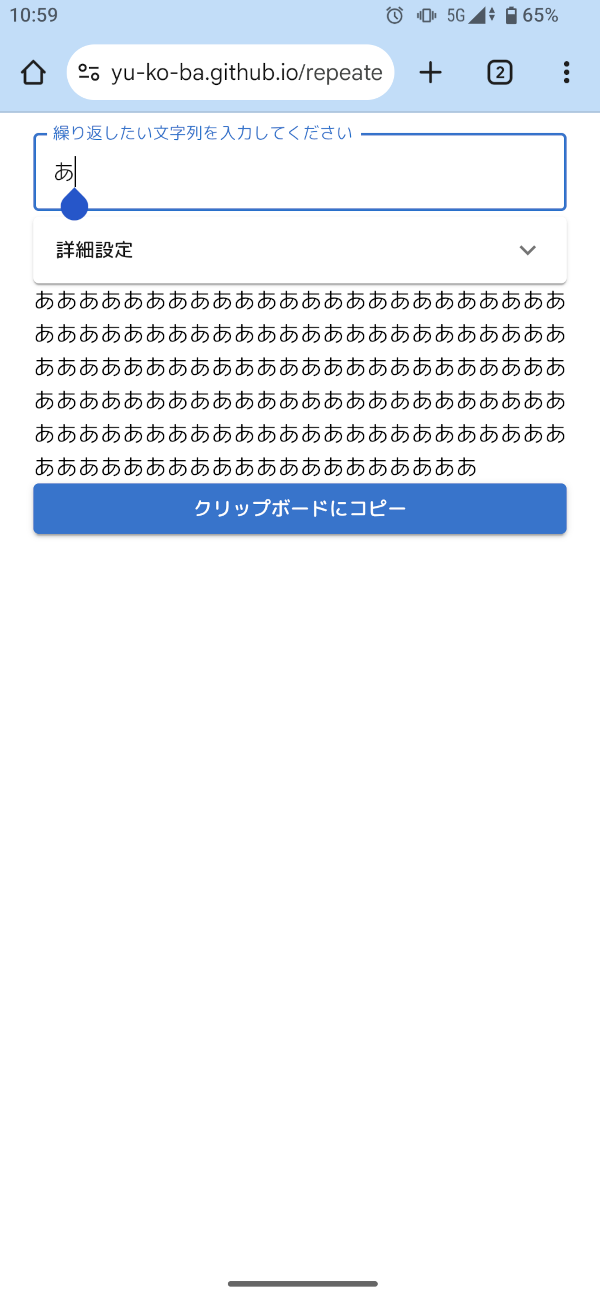 10:59
5G 65%
yu-ko-ba.github.io/repeate
2
繰り返したい文字列を入力してください
あ
詳細設定
ああああああああああああああああああああああああ
ああああああああああああああああああああああああ
ああああああああああああああああああああああああ
ああああああああああああああああああああああああ
ああああああああああああああああああああああああ
ああああああああああああああああああああ
クリップボードにコピー